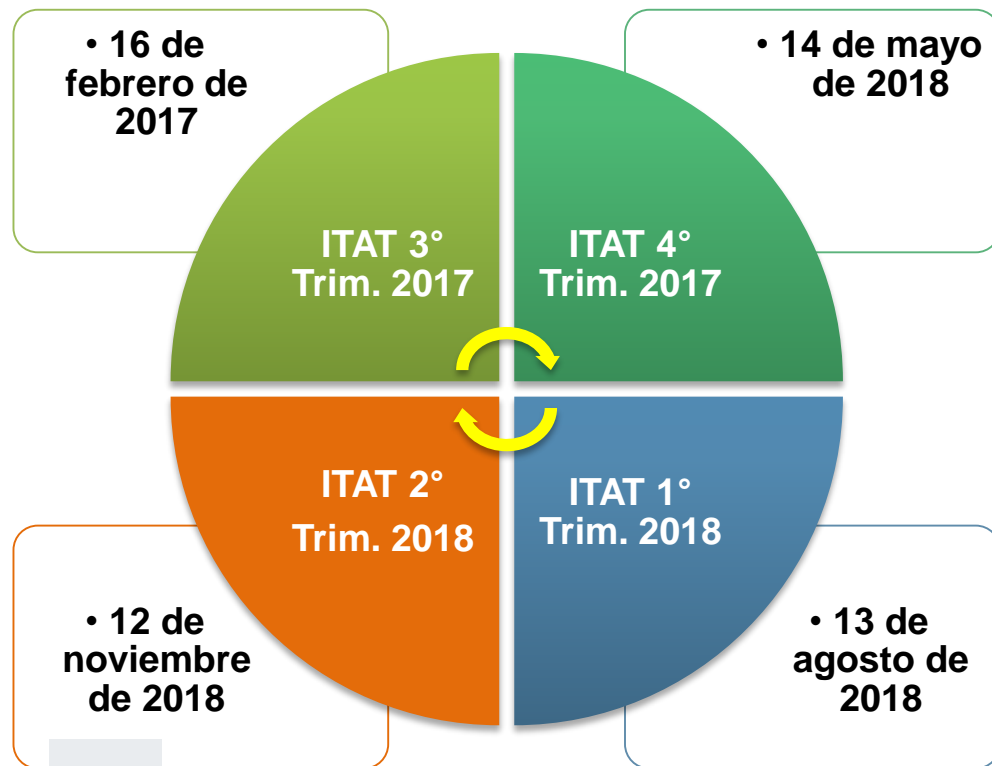 • 16 de
febrero de
2017
• 14 de mayo
de 2018
ITAT 3°
Trim. 2017
ITAT 4°
Trim. 2017
ITAT 2°
Trim. 2018
ITAT 1°
Trim. 2018
• 12 de
noviembre
de 2018
• 13 de
agosto de
2018